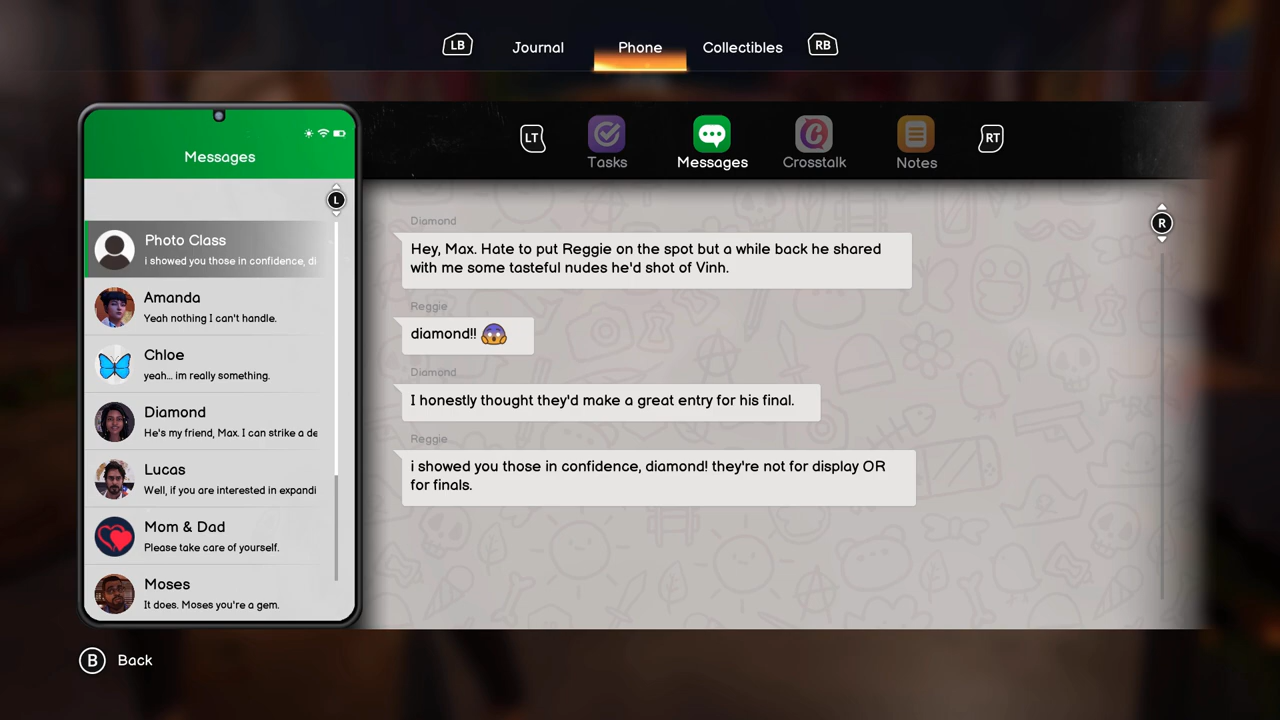 LB
Journal
Phone
Collectibles
RB
Messages
L
Photo Class
i showed you those in confidence, di
Amanda
Yeah nothing I can't handle.
Chloe
yeah... im really something.
Diamond
He's my friend, Max. I can strike a de
Lucas
Well, if you are interested in expandi
Mom & Dad
Please take care of yourself.
Moses
It does. Moses you're a gem.
LT
Tasks
Messages
Crosstalk
Notes
RT
R
Diamond
Hey, Max. Hate to put Reggie on the spot but a while back he shared
with me some tasteful nudes he'd shot of Vinh.
Reggie
diamond!! 😱
Diamond
I honestly thought they'd make a great entry for his final.
Reggie
i showed you those in confidence, diamond! they're not for display OR
for finals.
B Back